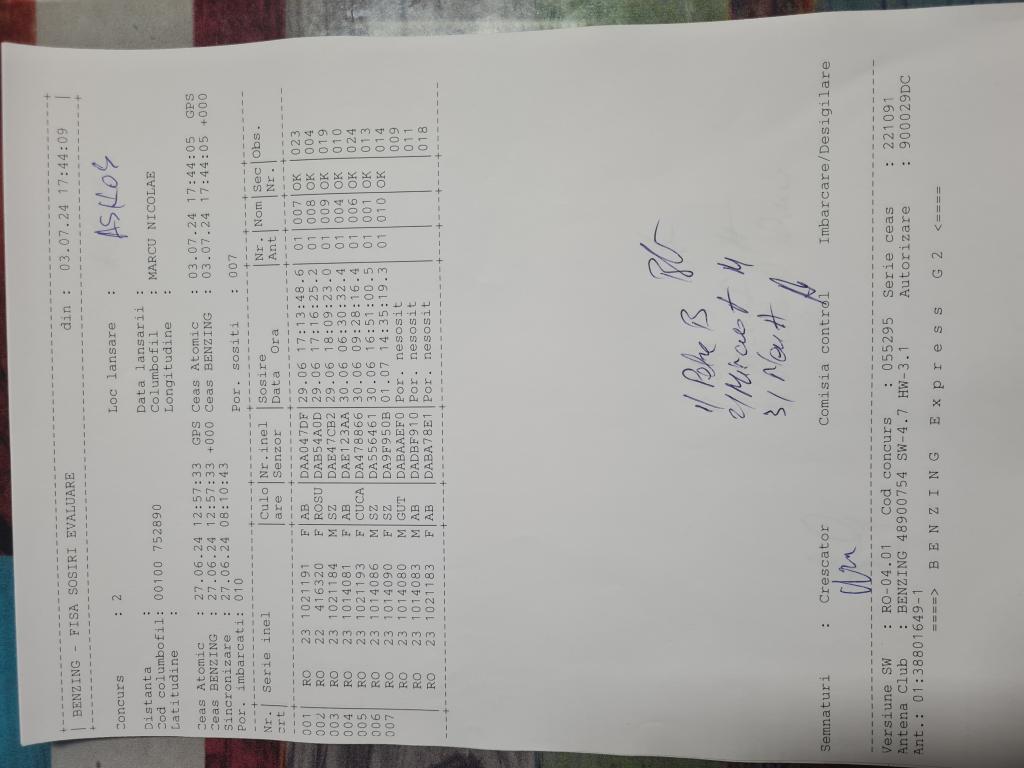 BENZING - FISA SOSIRI EVALUARE din : 03.07.24 17:44:09
Concurs : 2 Loc lansare :
Distanta : Data lansarii :
Cod columbofil: 00100 752890 Columbofil : MARCU NICOLAE
Latitudine : Longitudine :
Ceas Atomic : 27.06.24 12:57:33 GPS Ceas Atomic : 03.07.24 17:44:05 GPS
Ceas BENZING : 27.06.24 12:57:33 +000 Ceas BENZING : 03.07.24 17:44:05 +000
Sincronizare : 27.06.24 08:10:43
Por. imbarcati: 010 Por. sositi : 007
Nr. Serie inel Culo Nr.inel Sosire Nr. Nom Sec Obs.
crt are Senzor Data Ora Ant Nr.
001 RO 23 1021191 F AB DAA047DF 29.06 17:13:48.6 01 007 OK 023
002 RO 22 416320 F ROSU DAB54A0D 29.06 17:16:25.2 01 008 OK 004
003 RO 23 1021184 M SZ DAE47CB2 29.06 18:09:23.0 01 009 OK 019
004 RO 23 1014081 F AB DAE123AA 30.06 06:30:32.4 01 004 OK 010
005 RO 23 1021193 F CUCA DA478866 30.06 09:28:16.4 01 006 OK 024
006 RO 23 1014086 M SZ DA556461 30.06 16:51:00.5 01 001 OK 013
007 RO 23 1014090 F SZ DA9F950B 01.07 14:35:19.3 01 010 OK 014
RO 23 1014080 M GUT DABAAEF0 Por. nesosit 009
RO 23 1014083 M AB DADBF910 Por. nesosit 011
RO 23 1021183 F AB DABA78E1 Por. nesosit 018
Semnaturi : Crescator Comisia control Imbarcare/Desigilare
Versiune SW : RO-04.01 Cod concurs : 055295 Serie ceas : 221091
Antena Club : BENZING 48900754 SW-4.7 HW-3.1 Autorizare : 900029DC
Ant.: 01:38801649-1
====> B E N Z I N G E x p r e s s G 2 <====